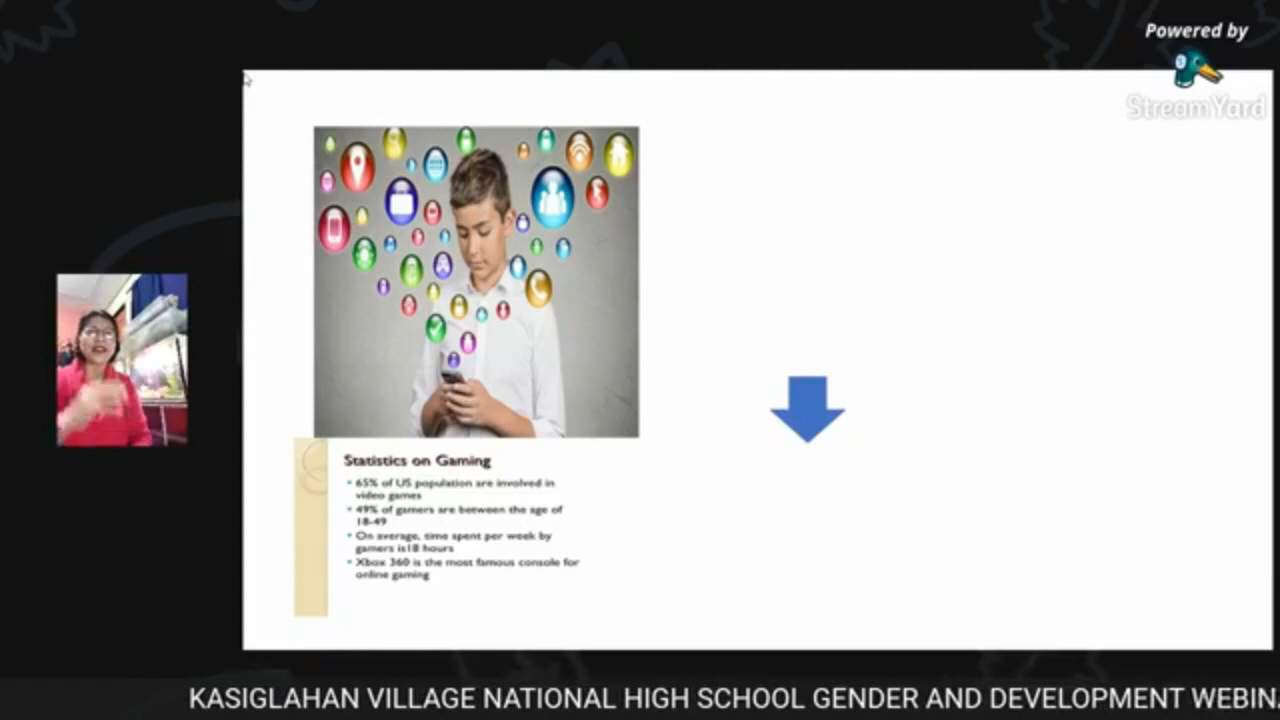 Powered by
StreamYard
Statistics on Gaming
65% of US population are involved in
video games
49% of gamers are between the age of
18-49
On average, time spent per week by
gamers is18 hours
Xbox 360 is the most famous console for
online gaming
KASIGLAHAN VILLAGE NATIONAL HIGH SCHOOL GENDER AND DEVELOPMENT WEBIN